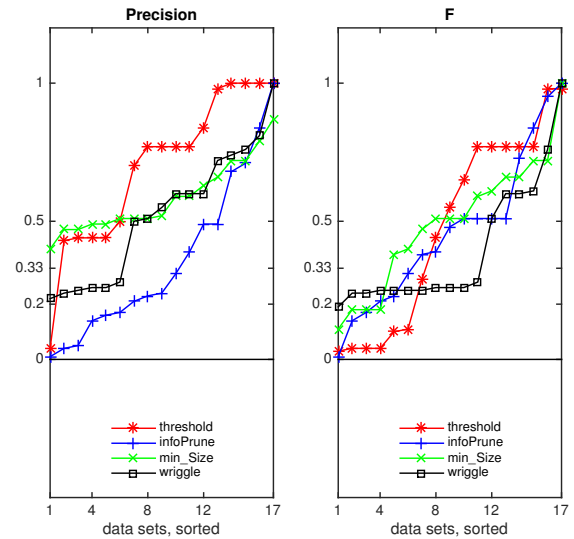 Precision
F
1
0.5
0.33
0.2
0
1
0.5
0.33
0.2
0
threshold
infoPrune
min_Size
wriggle
threshold
infoPrune
min_Size
wriggle
1 4 8 12 17
1 4 8 12 17
data sets, sorted
data sets, sorted